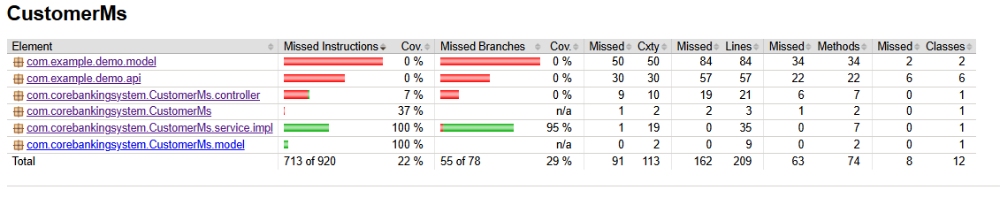 CustomerMs
Element Missed Instructions Cov. Missed Branches Cov. Missed Cxty Missed Lines Missed Methods Missed Classes
com.example.demo.model 0 % 0 % 50 50 84 84 34 34 2 2
com.example.demo.api 0 % 0 % 30 30 57 57 22 22 6 6
com.corebankingsystem.CustomerMs.controller 7 % 0 % 9 10 19 21 6 7 0 1
com.corebankingsystem.CustomerMs 37 % n/a 1 2 2 3 1 2 0 1
com.corebankingsystem.CustomerMs.service.impl 100 % 95 % 1 19 0 35 0 7 0 1
com.corebankingsystem.CustomerMs.model 100 % n/a 0 2 0 9 0 2 0 1
Total 713 of 920 22 % 55 of 78 29 % 91 113 162 209 63 74 8 12